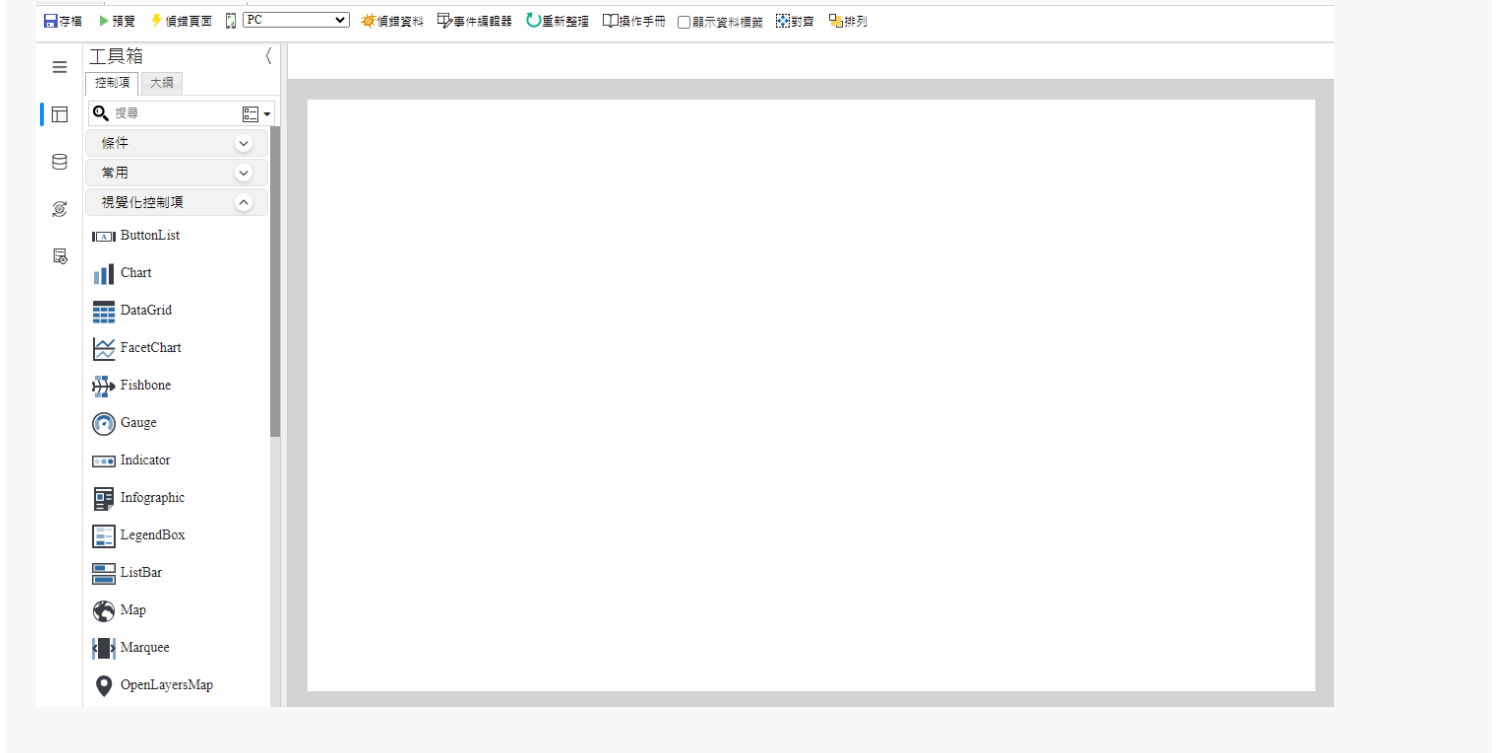 存檔 預覽 偵錯頁面 PC 偵錯資料 事件編輯器 重新整理 操作手冊 顯示資料標籤 對齊 排列
工具箱
控制項 大綱
搜尋
條件
常用
視覺化控制項
ButtonList
Chart
DataGrid
FacetChart
Fishbone
Gauge
Indicator
Infographic
LegendBox
ListBar
Map
Marquee
OpenLayersMap